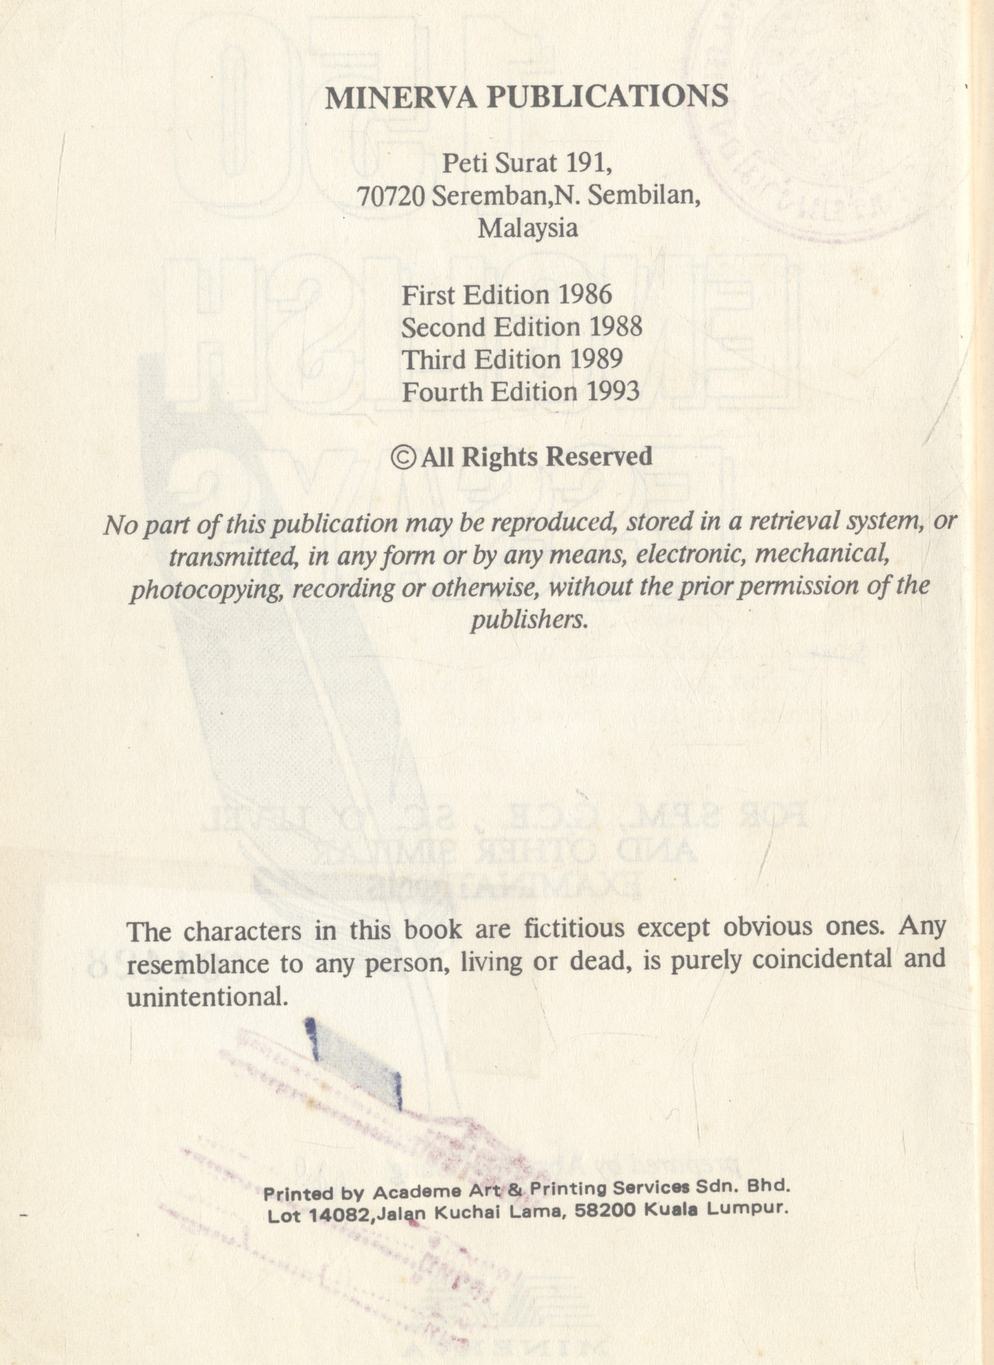 MINERVA PUBLICATIONS
Peti Surat 191,
70720 Seremban,N. Sembilan,
Malaysia
First Edition 1986
Second Edition 1988
Third Edition 1989
Fourth Edition 1993
©All Rights Reserved
No part of this publication may be reproduced, stored in a retrieval system, or
transmitted, in any form or by any means, electronic, mechanical,
photocopying, recording or otherwise, without the prior permission of the
publishers.
The characters in this book are fictitious except obvious ones. Any
resemblance to any person, living or dead, is purely coincidental and
unintentional.
Printed by Academe Art & Printing Services Sdn. Bhd.
Lot 14082,Jalan Kuchai Lama, 58200 Kuala Lumpur.